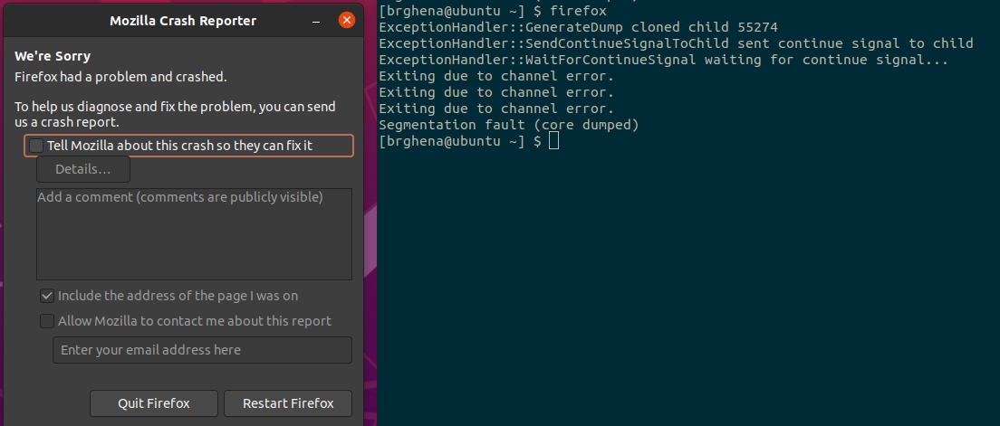 Mozilla Crash Reporter
We're Sorry
Firefox had a problem and crashed.
To help us diagnose and fix the problem, you can send
us a crash report.
Tell Mozilla about this crash so they can fix it
Details...
Add a comment (comments are publicly visible)
Include the address of the page I was on
Allow Mozilla to contact me about this report
Enter your email address here
Quit Firefox
Restart Firefox
[brghena@ubuntu ~] $ firefox
ExceptionHandler::GenerateDump cloned child 55274
ExceptionHandler::SendContinueSignalToChild sent continue signal to child
ExceptionHandler::WaitForContinueSignal waiting for continue signal...
Exiting due to channel error.
Exiting due to channel error.
Exiting due to channel error.
Segmentation fault (core dumped)
[brghena@ubuntu ~] $